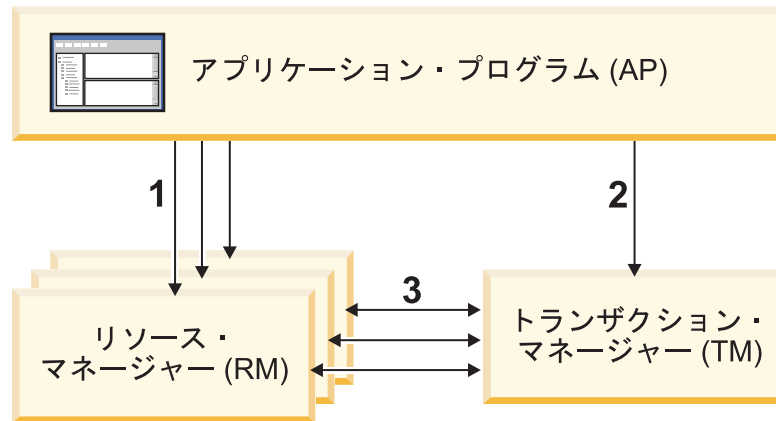 アプリケーション・プログラム (AP)
1
2
3
リソース・
マネージャー (RM)
トランザクション・
マネージャー (TM)